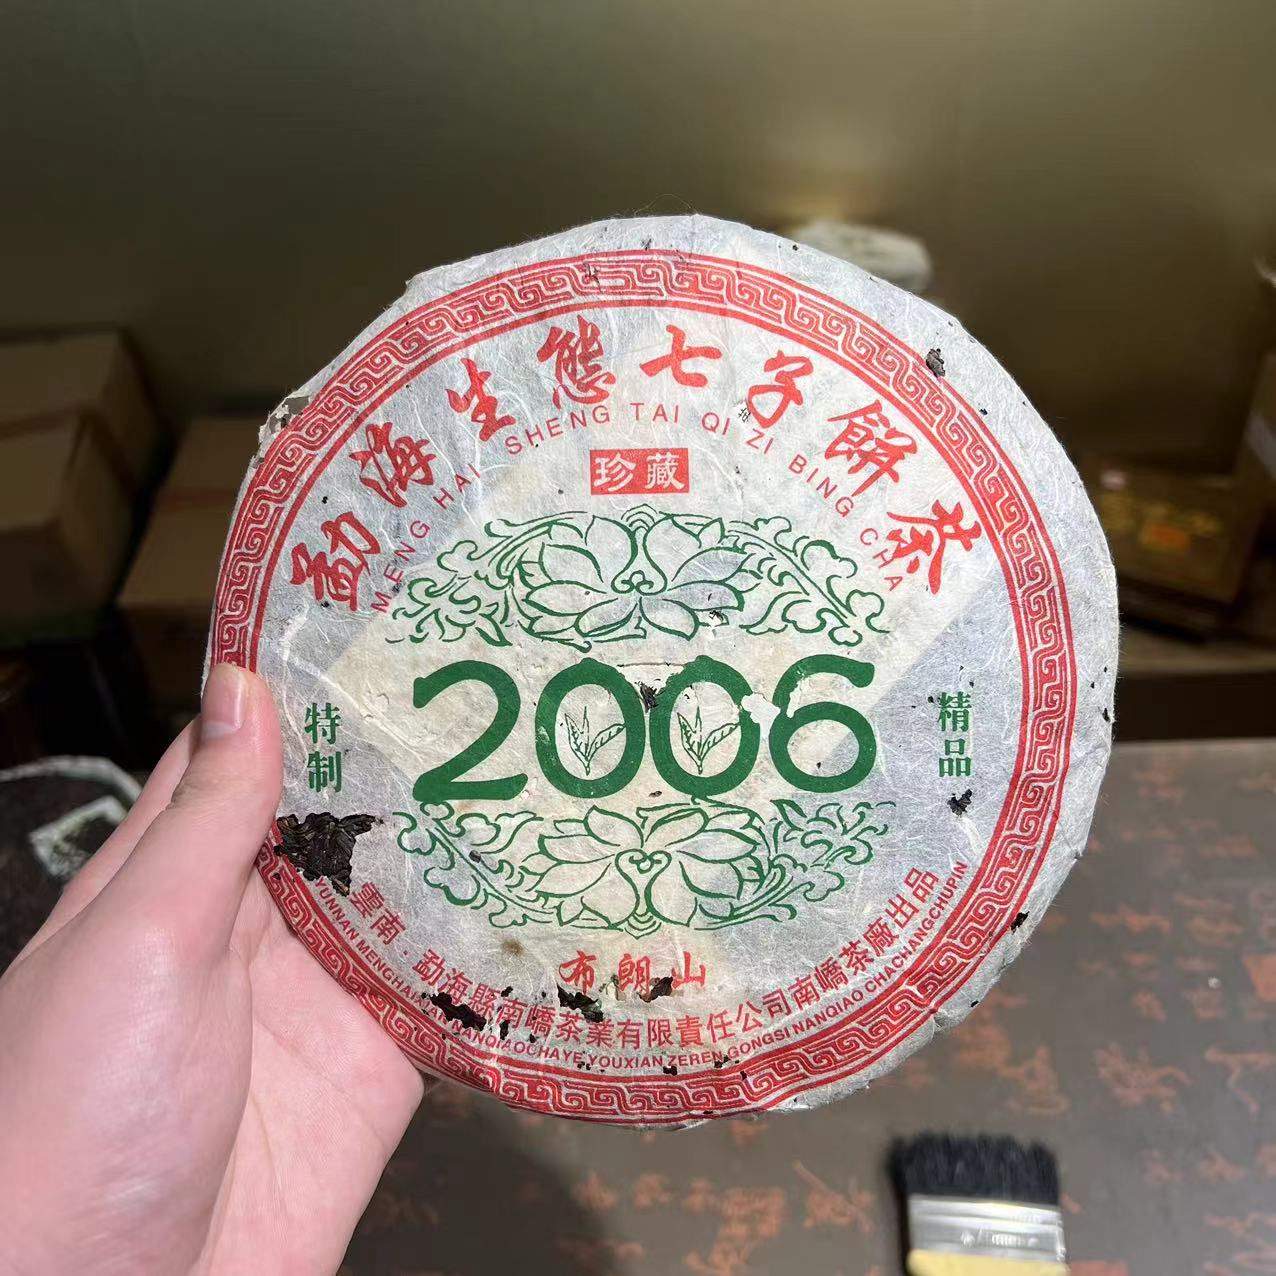 勐海生態七子餅茶
MENG HAI SHENG TAI QI ZI BING CHA
珍藏
2006
特制
精品
布朗山
雲南·勐海縣南嶠茶業有限責任公司南嶠茶廠出品
YUNNAN MENGHAIXIAN NANQIAOCHAYE YOUXIAN ZEREN GONGSI NANQIAO CHACHANGCHUPIN